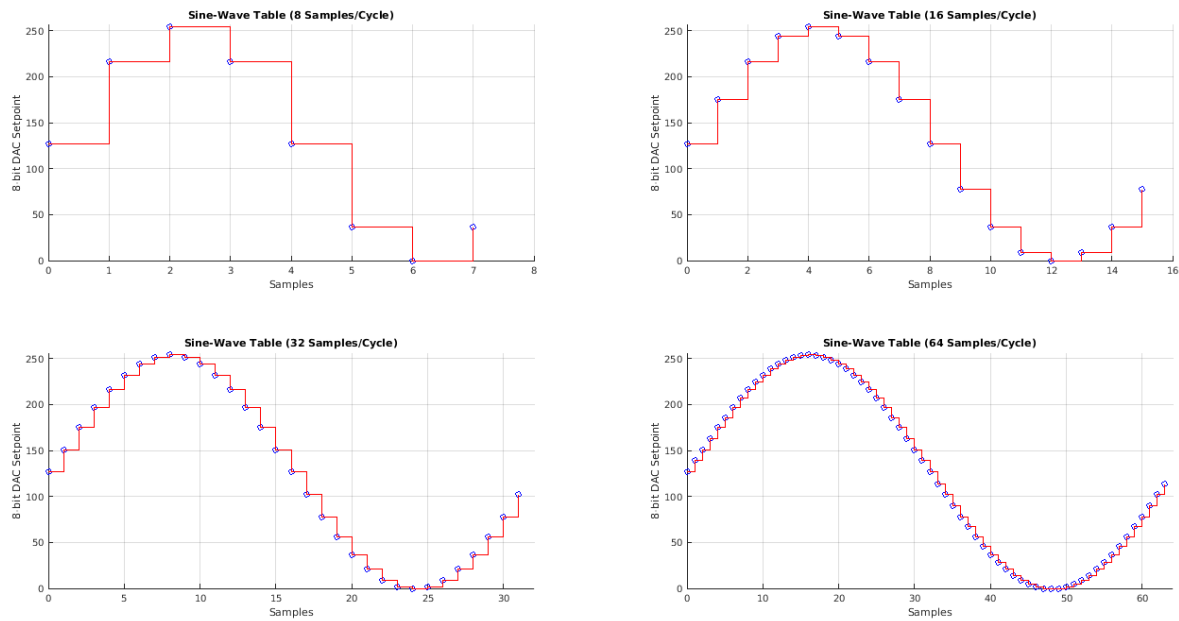 Sine-Wave Table (8 Samples/Cycle)
250
200
150
100
50
0
8-bit DAC Setpoint
0 1 2 3 4 5 6 7 8
Samples
Sine-Wave Table (16 Samples/Cycle)
250
200
150
100
50
0
8-bit DAC Setpoint
0 2 4 6 8 10 12 14 16
Samples
Sine-Wave Table (32 Samples/Cycle)
250
200
150
100
50
0
8-bit DAC Setpoint
0 5 10 15 20 25 30
Samples
Sine-Wave Table (64 Samples/Cycle)
250
200
150
100
50
0
8-bit DAC Setpoint
0 10 20 30 40 50 60
Samples